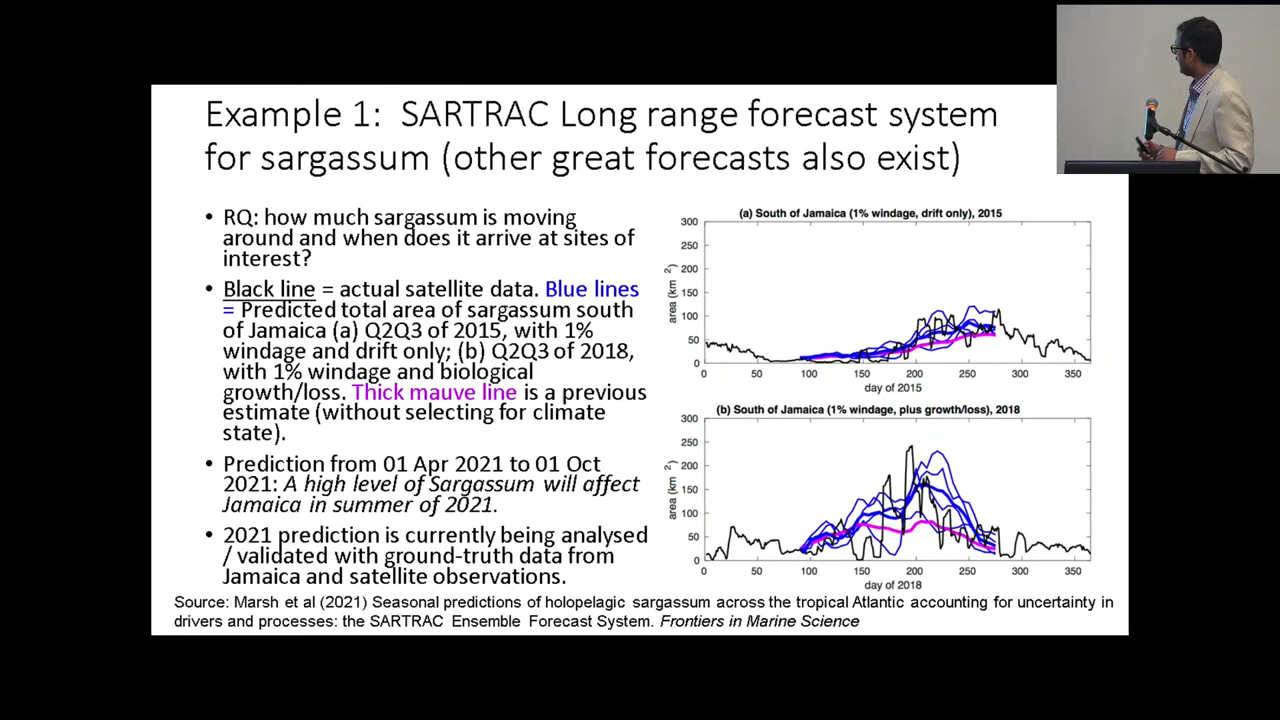 Example 1: SARTRAC Long range forecast system
for sargassum (other great forecasts also exist)
• RQ: how much sargassum is moving
around and when does it arrive at sites of
interest?
• Black line = actual satellite data. Blue lines
= Predicted total area of sargassum south
of Jamaica (a) Q2Q3 of 2015, with 1%
windage and drift only; (b) Q2Q3 of 2018,
with 1% windage and biological
growth/loss. Thick mauve line is a previous
estimate (without selecting for climate
state).
• Prediction from 01 Apr 2021 to 01 Oct
2021: A high level of Sargassum will affect
Jamaica in summer of 2021.
• 2021 prediction is currently being analysed
/ validated with ground-truth data from
Jamaica and satellite observations.
(a) South of Jamaica (1% windage, drift only), 2015
300
250
200
150
100
50
0
area (km²)
0 50 100 150 200 250 300 350
day of 2015
(b) South of Jamaica (1% windage, plus growth/loss), 2018
300
250
200
150
100
50
0
area (km²)
0 50 100 150 200 250 300 350
day of 2018
Source: Marsh et al (2021) Seasonal predictions of holopelagic sargassum across the tropical Atlantic accounting for uncertainty in
drivers and processes: the SARTRAC Ensemble Forecast System. Frontiers in Marine Science